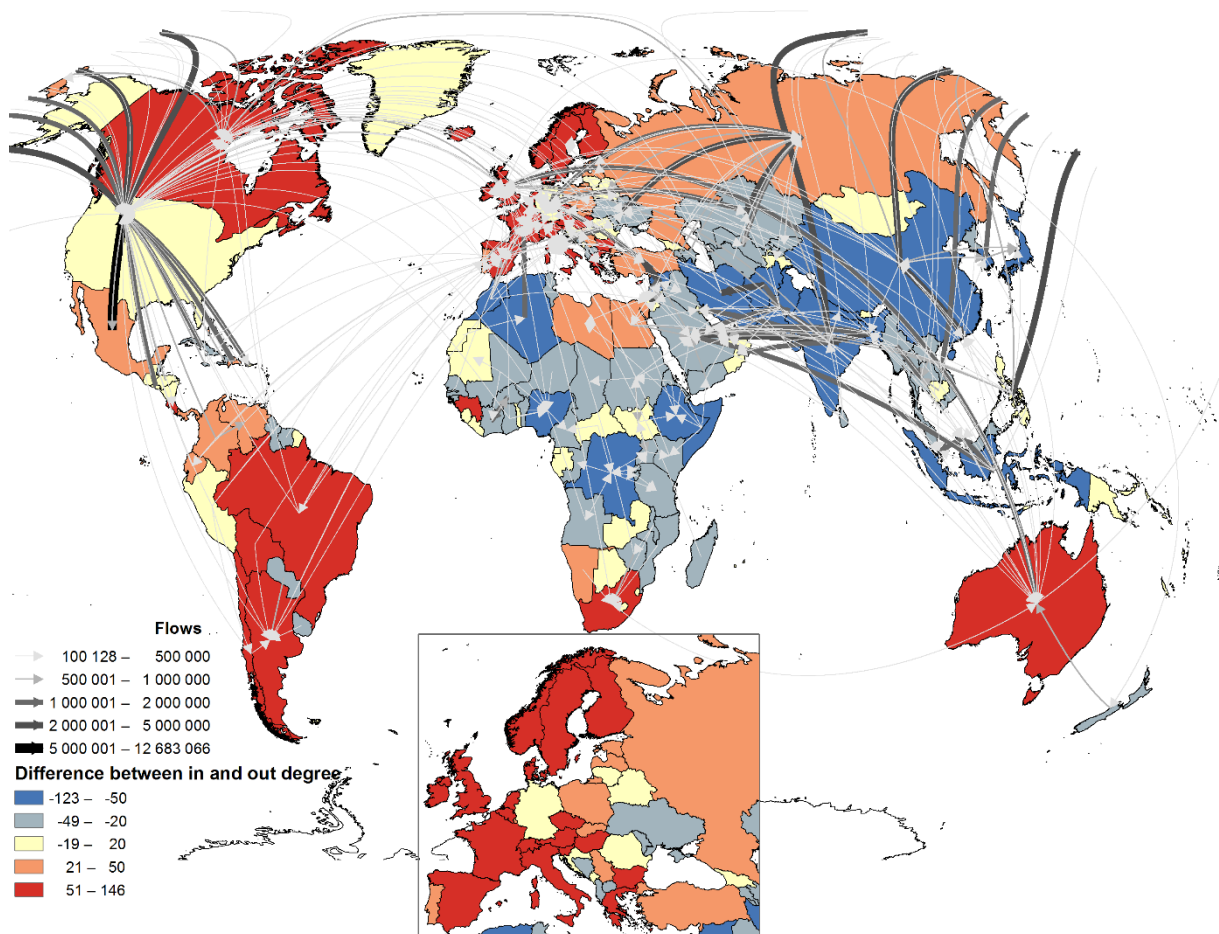 Flows
100 128 – 500 000
500 001 – 1 000 000
1 000 001 – 2 000 000
2 000 001 – 5 000 000
5 000 001 – 12 683 066
Difference between in and out degree
-123 – -50
-49 – -20
-19 – 20
21 – 50
51 – 146